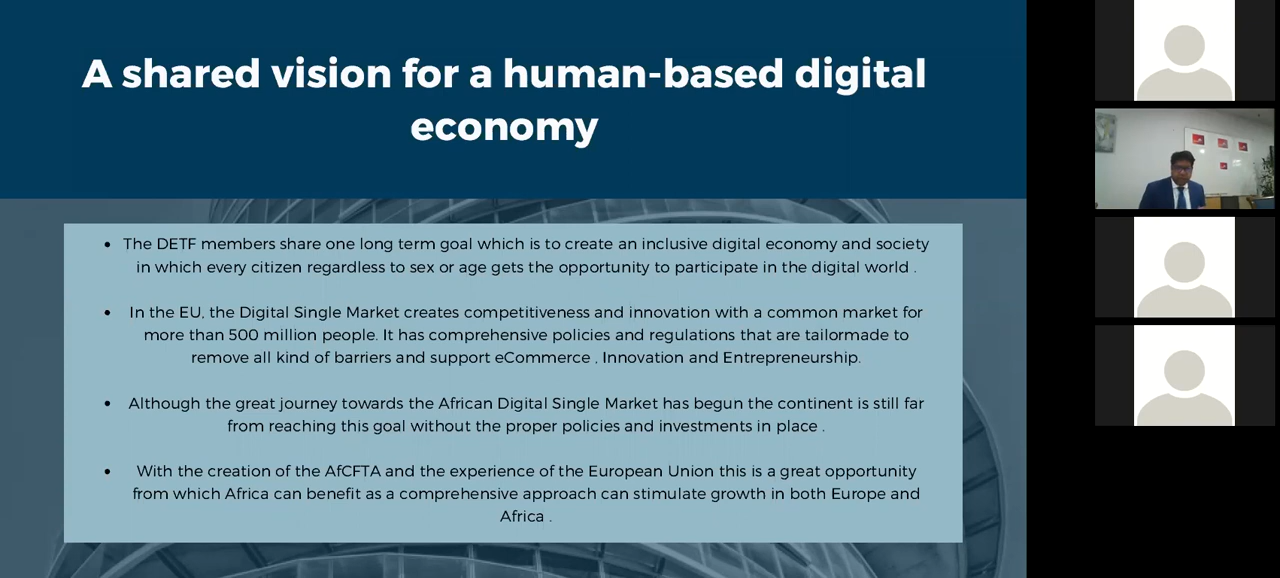 A shared vision for a human-based digital
economy
• The DETF members share one long term goal which is to create an inclusive digital economy and society
in which every citizen regardless to sex or age gets the opportunity to participate in the digital world .
• In the EU, the Digital Single Market creates competitiveness and innovation with a common market for
more than 500 million people. It has comprehensive policies and regulations that are tailormade to
remove all kind of barriers and support eCommerce , Innovation and Entrepreneurship.
• Although the great journey towards the African Digital Single Market has begun the continent is still far
from reaching this goal without the proper policies and investments in place .
• With the creation of the AfCFTA and the experience of the European Union this is a great opportunity
from which Africa can benefit as a comprehensive approach can stimulate growth in both Europe and
Africa .